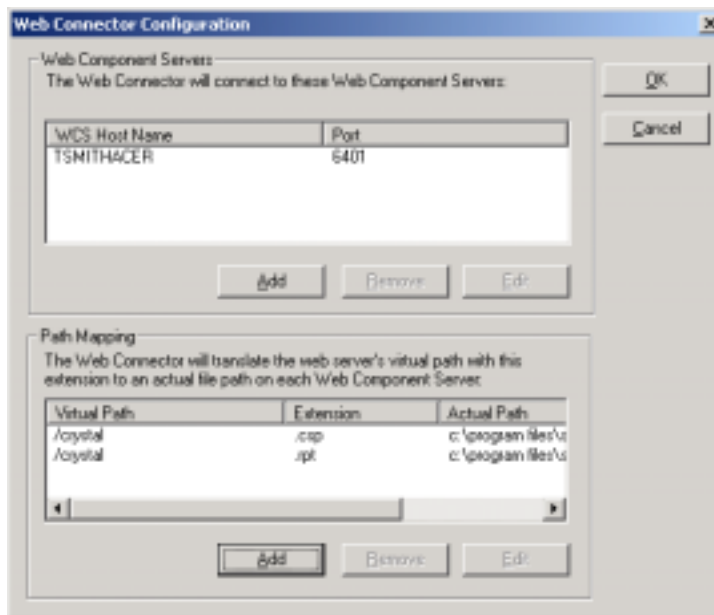 Web Connector Configuration
Web Component Servers
The Web Connector will connect to these Web Component Servers:
OK
Cancel
WCS Host Name Port
TSMITHACER 6401
Add Remove Edit
Path Mapping
The Web Connector will translate the web server's virtual path with this
extension to an actual file path on each Web Component Server.
Virtual Path Extension Actual Path
/crystal .csp c:\program files\s
/crystal .rpt c:\program files\s
Add Remove Edit